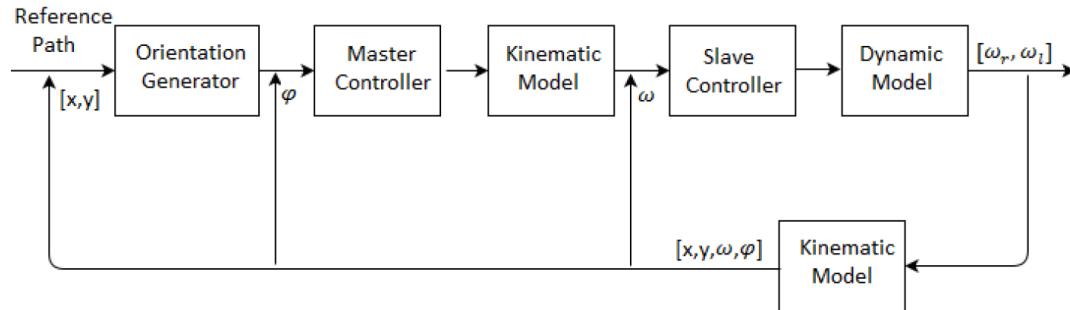 Reference
Path
Orientation
Generator
Master
Controller
Kinematic
Model
Slave
Controller
Dynamic
Model
[ωr, ωl]
[x,y]
φ
ω
[x,y,ω,φ]
Kinematic
Model